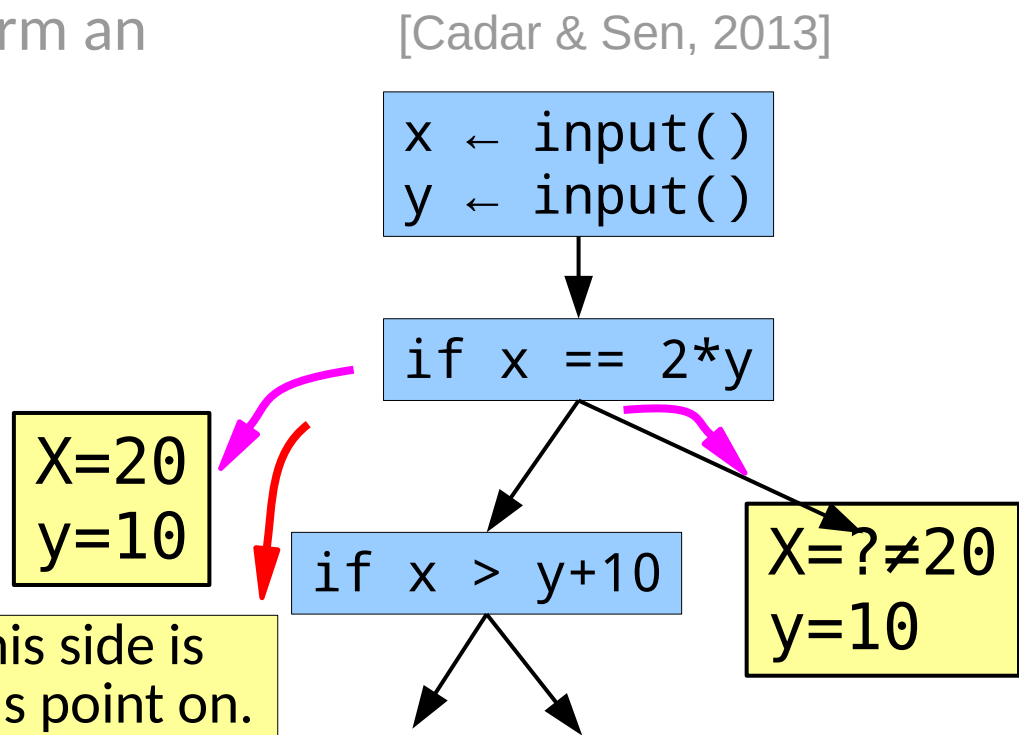 rm an
[Cadar & Sen, 2013]
x ← input()
y ← input()
if x == 2*y
X=20
y=10
if x > y+10
X=?≠20
y=10
his side is
s point on.